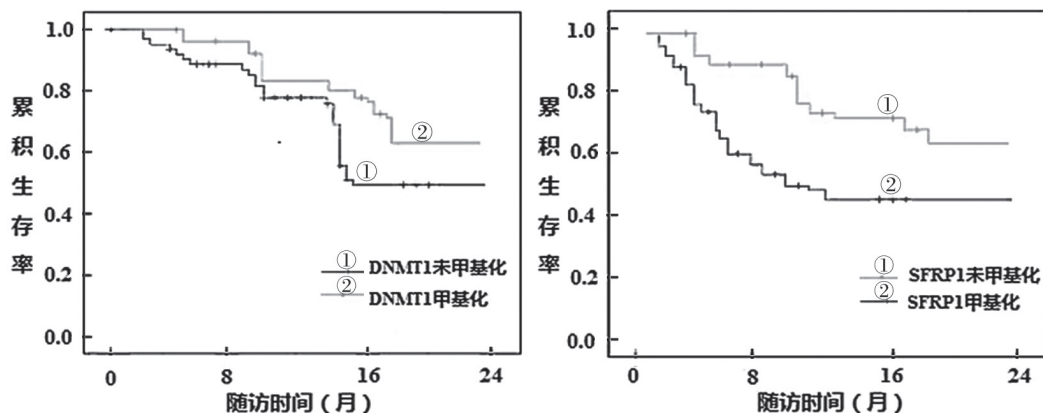 累积生存率
1.0
0.8
0.6
0.4
0.2
0.0
②
①
① DNMT1未甲基化
② DNMT1甲基化
0 8 16 24
随访时间（月）
累积生存率
1.0
0.8
0.6
0.4
0.2
0.0
①
②
① SFRP1未甲基化
② SFRP1甲基化
0 8 16 24
随访时间（月）